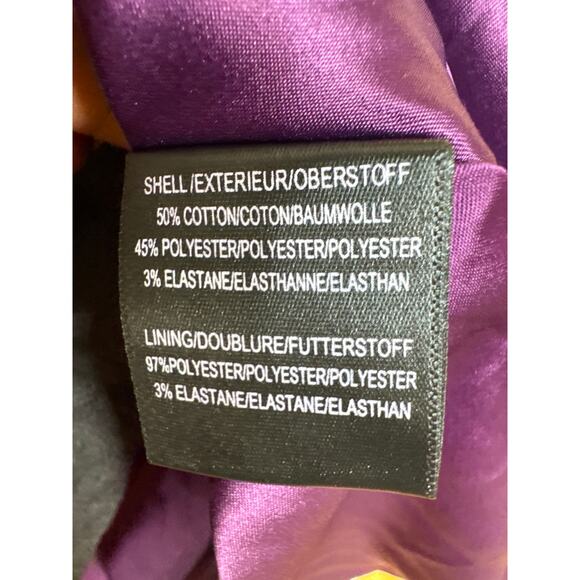 SHELL/EXTERIEUR/OBERSTOFF
50% COTTON/COTON/BAUMWOLLE
45% POLYESTER/POLYESTER/POLYESTER
3% ELASTANE/ELASTHANNE/ELASTHAN
LINING/DOUBLURE/FUTTERSTOFF
97%POLYESTER/POLYESTER/POLYESTER
3% ELASTANE/ELASTANE/ELASTHAN